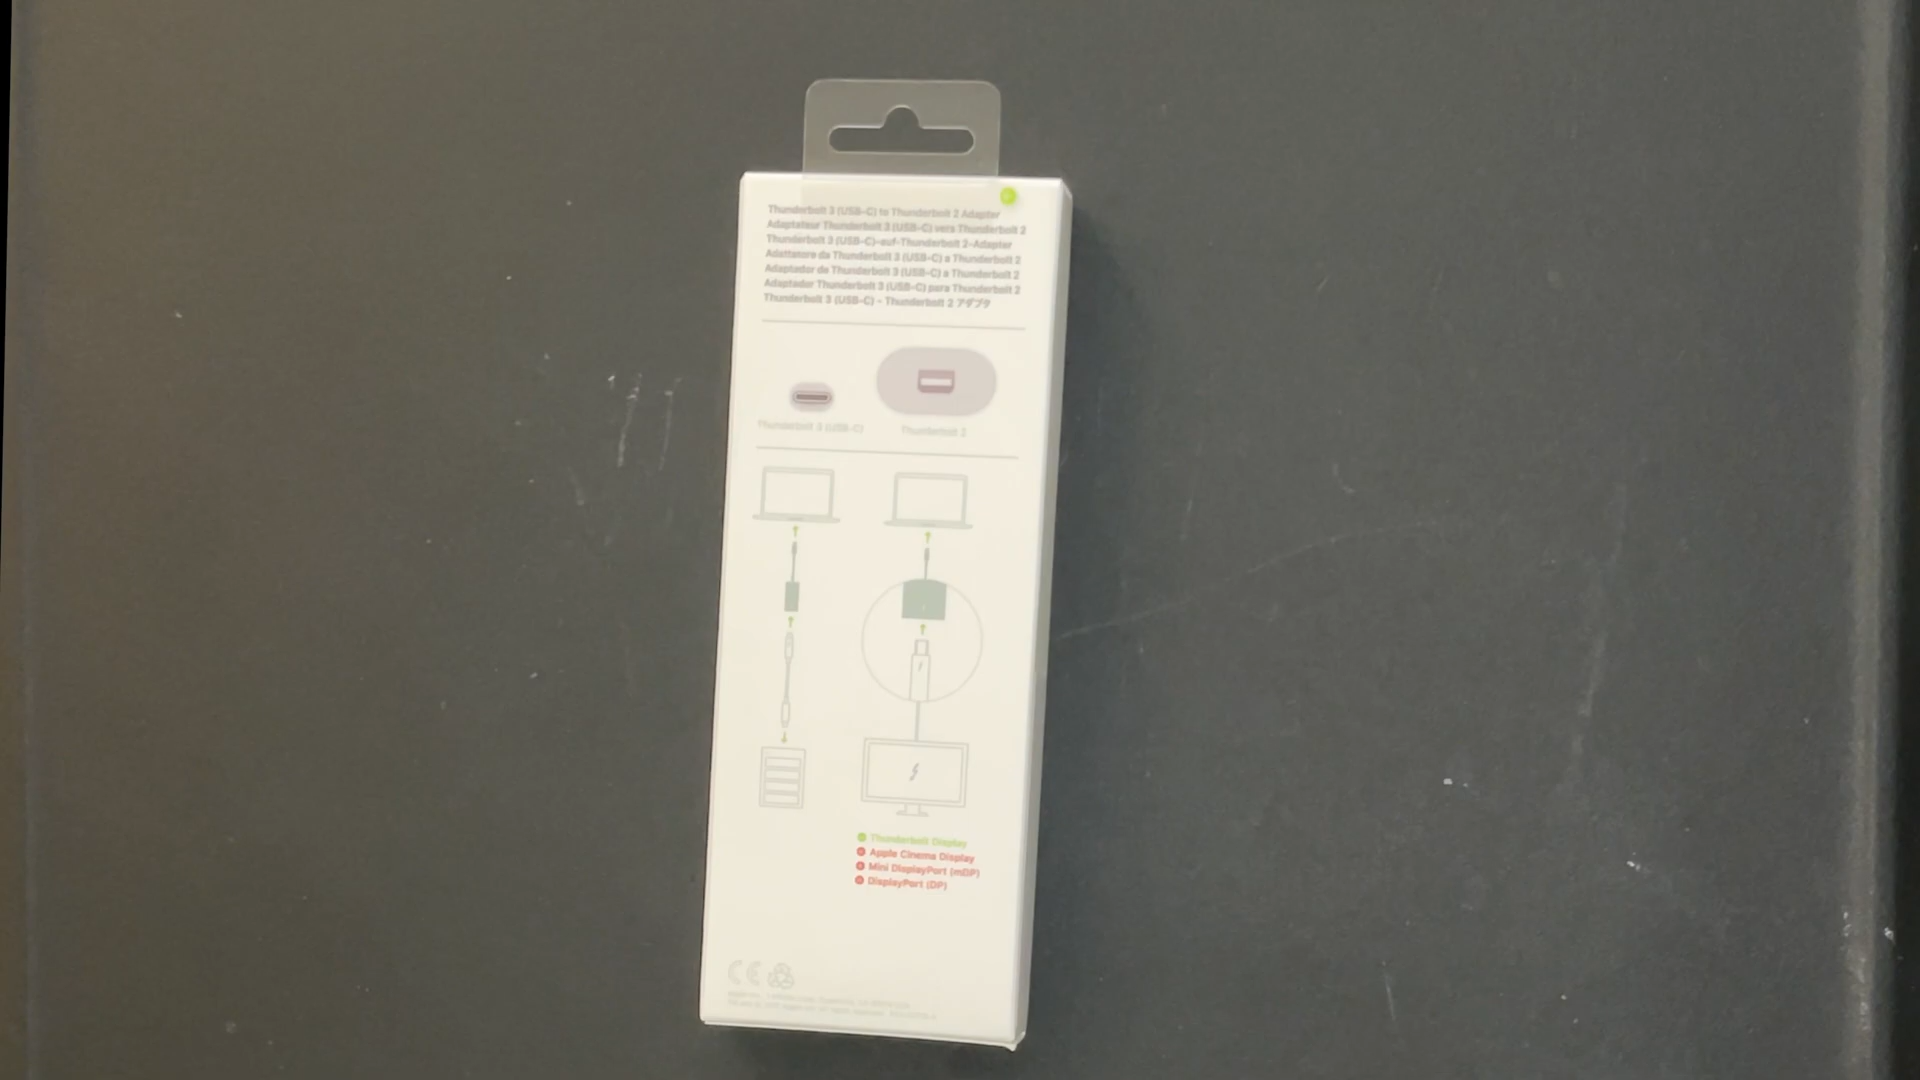 Thunderbolt 3 (USB-C) to Thunderbolt 2 Adapter
Adaptateur Thunderbolt 3 (USB-C) vers Thunderbolt 2
Thunderbolt 3 (USB-C)-auf-Thunderbolt 2-Adapter
Adattatore da Thunderbolt 3 (USB-C) a Thunderbolt 2
Adaptador de Thunderbolt 3 (USB-C) a Thunderbolt 2
Adaptador Thunderbolt 3 (USB-C) para Thunderbolt 2
Thunderbolt 3 (USB-C) - Thunderbolt 2 アダプタ
Thunderbolt 3 (USB-C)
Thunderbolt 2
Thunderbolt Display
Apple Cinema Display
Mini DisplayPort (mDP)
DisplayPort (DP)
CE